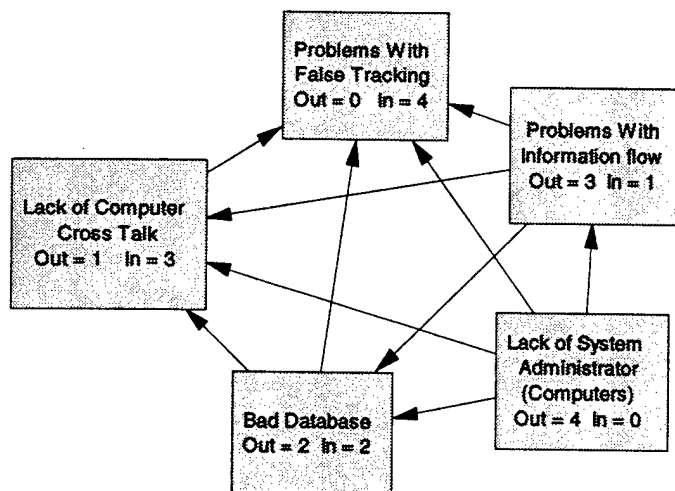 Problems With
False Tracking
Out = 0 In = 4
Problems With
Information flow
Out = 3 In = 1
Lack of Computer
Cross Talk
Out = 1 In = 3
Lack of System
Administrator
(Computers)
Out = 4 In = 0
Bad Database
Out = 2 In = 2